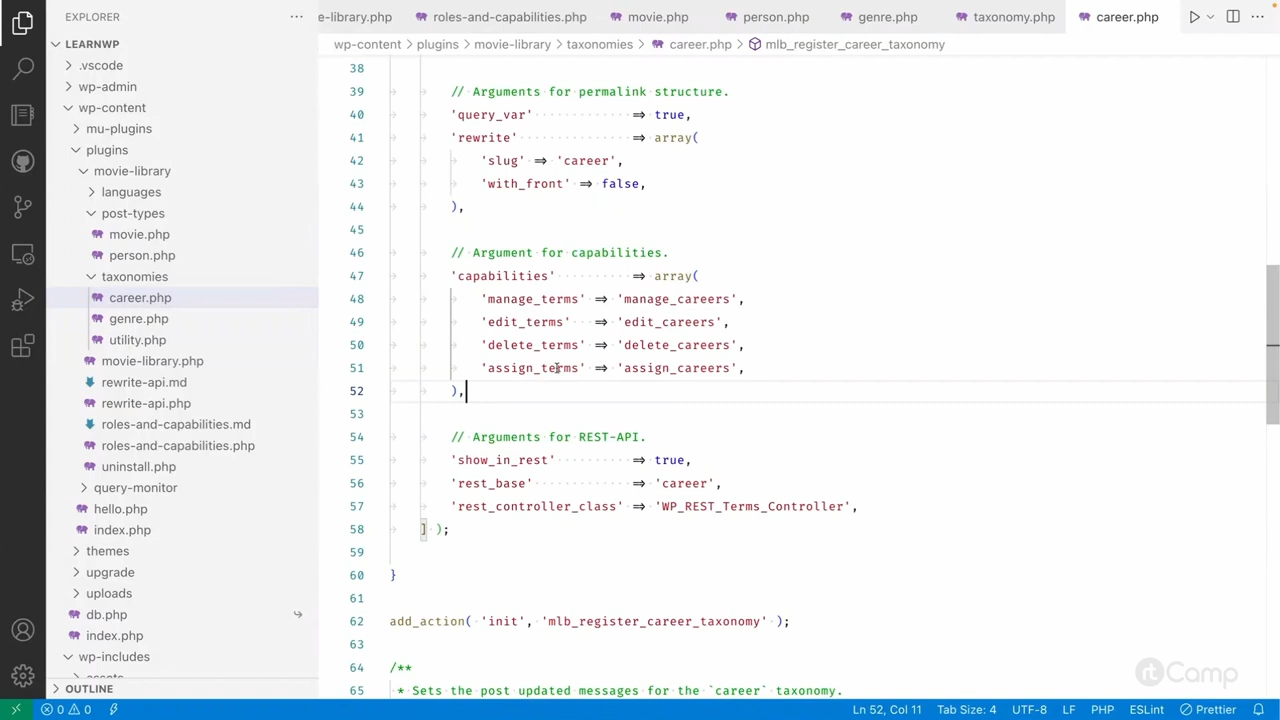 EXPLORER
LEARNWP
.vscode
wp-admin
wp-content
mu-plugins
plugins
movie-library
languages
post-types
movie.php
person.php
taxonomies
career.php
genre.php
utility.php
movie-library.php
rewrite-api.md
rewrite-api.php
roles-and-capabilities.md
roles-and-capabilities.php
uninstall.php
query-monitor
hello.php
index.php
themes
upgrade
uploads
db.php
index.php
wp-includes
OUTLINE
e-library.php roles-and-capabilities.php movie.php person.php genre.php taxonomy.php career.php
wp-content > plugins > movie-library > taxonomies > career.php > mlb_register_career_taxonomy
38
39 // Arguments for permalink structure.
40 'query_var' => true,
41 'rewrite' => array(
42 'slug' => 'career',
43 'with_front' => false,
44 ),
45
46 // Argument for capabilities.
47 'capabilities' => array(
48 'manage_terms' => 'manage_careers',
49 'edit_terms' => 'edit_careers',
50 'delete_terms' => 'delete_careers',
51 'assign_terms' => 'assign_careers',
52 ),
53
54 // Arguments for REST-API.
55 'show_in_rest' => true,
56 'rest_base' => 'career',
57 'rest_controller_class' => 'WP_REST_Terms_Controller',
58 ] );
59
60 }
61
62 add_action( 'init', 'mlb_register_career_taxonomy' );
63
64 /**
65 * Sets the post updated messages for the `career` taxonomy.
rtCamp
0 0 Ln 52, Col 11 Tab Size: 4 UTF-8 LF PHP ESLint Prettier